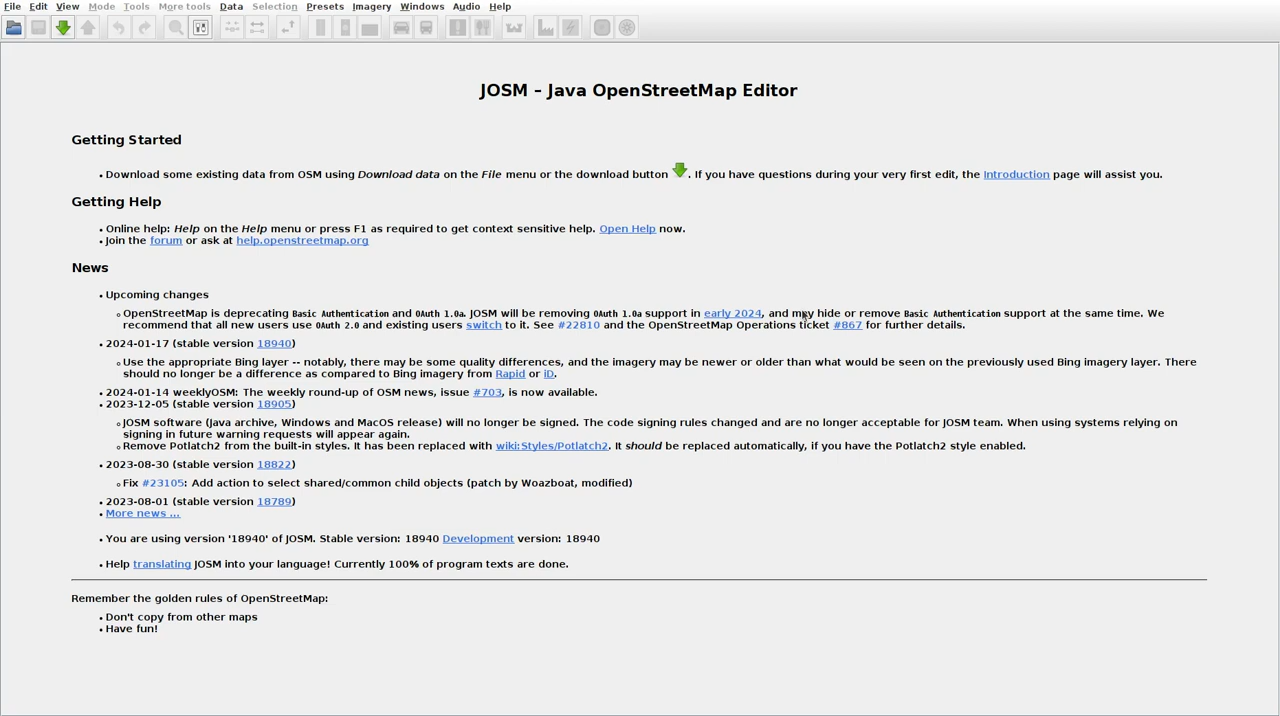 File Edit View Mode Tools More tools Data Selection Presets Imagery Windows Audio Help
JOSM – Java OpenStreetMap Editor
Getting Started
Download some existing data from OSM using Download data on the File menu or the download button . If you have questions during your very first edit, the Introduction page will assist you.
Getting Help
Online help: Help on the Help menu or press F1 as required to get context sensitive help. Open Help now.
Join the forum or ask at help.openstreetmap.org
News
Upcoming changes
OpenStreetMap is deprecating Basic Authentication and OAuth 1.0a. JOSM will be removing OAuth 1.0a support in early 2024, and may hide or remove Basic Authentication support at the same time. We
recommend that all new users use OAuth 2.0 and existing users switch to it. See #22810 and the OpenStreetMap Operations ticket #867 for further details.
2024-01-17 (stable version 18940)
Use the appropriate Bing layer -- notably, there may be some quality differences, and the imagery may be newer or older than what would be seen on the previously used Bing imagery layer. There
should no longer be a difference as compared to Bing imagery from Rapid or iD.
2024-01-14 weeklyOSM: The weekly round-up of OSM news, issue #703, is now available.
2023-12-05 (stable version 18905)
JOSM software (Java archive, Windows and MacOS release) will no longer be signed. The code signing rules changed and are no longer acceptable for JOSM team. When using systems relying on
signing in future warning requests will appear again.
Remove Potlatch2 from the built-in styles. It has been replaced with wiki:Styles/Potlatch2. It should be replaced automatically, if you have the Potlatch2 style enabled.
2023-08-30 (stable version 18822)
Fix #23105: Add action to select shared/common child objects (patch by Woazboat, modified)
2023-08-01 (stable version 18789)
More news ...
You are using version '18940' of JOSM. Stable version: 18940 Development version: 18940
Help translating JOSM into your language! Currently 100% of program texts are done.
Remember the golden rules of OpenStreetMap:
Don't copy from other maps
Have fun!